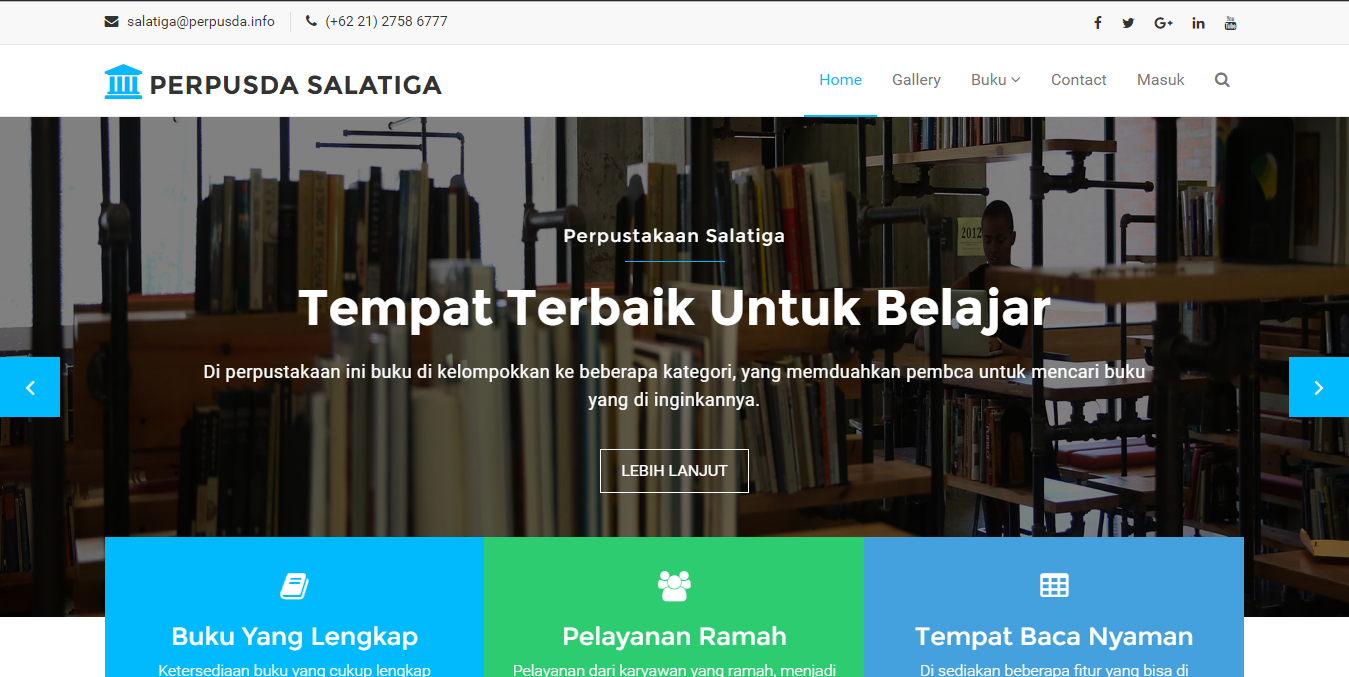 salatiga@perpusda.info (+62 21) 2758 6777
PERPUSDA SALATIGA
Home Gallery Buku Contact Masuk
2012
Perpustakaan Salatiga
Tempat Terbaik Untuk Belajar
Di perpustakaan ini buku di kelompokkan ke beberapa kategori, yang memduahkan pembca untuk mencari buku
yang di inginkannya.
LEBIH LANJUT
Buku Yang Lengkap
Ketersediaan buku yang cukup lengkap
Pelayanan Ramah
Pelayanan dari karyawan yang ramah, menjadi
Tempat Baca Nyaman
Di sediakan beberapa fitur yang bisa di